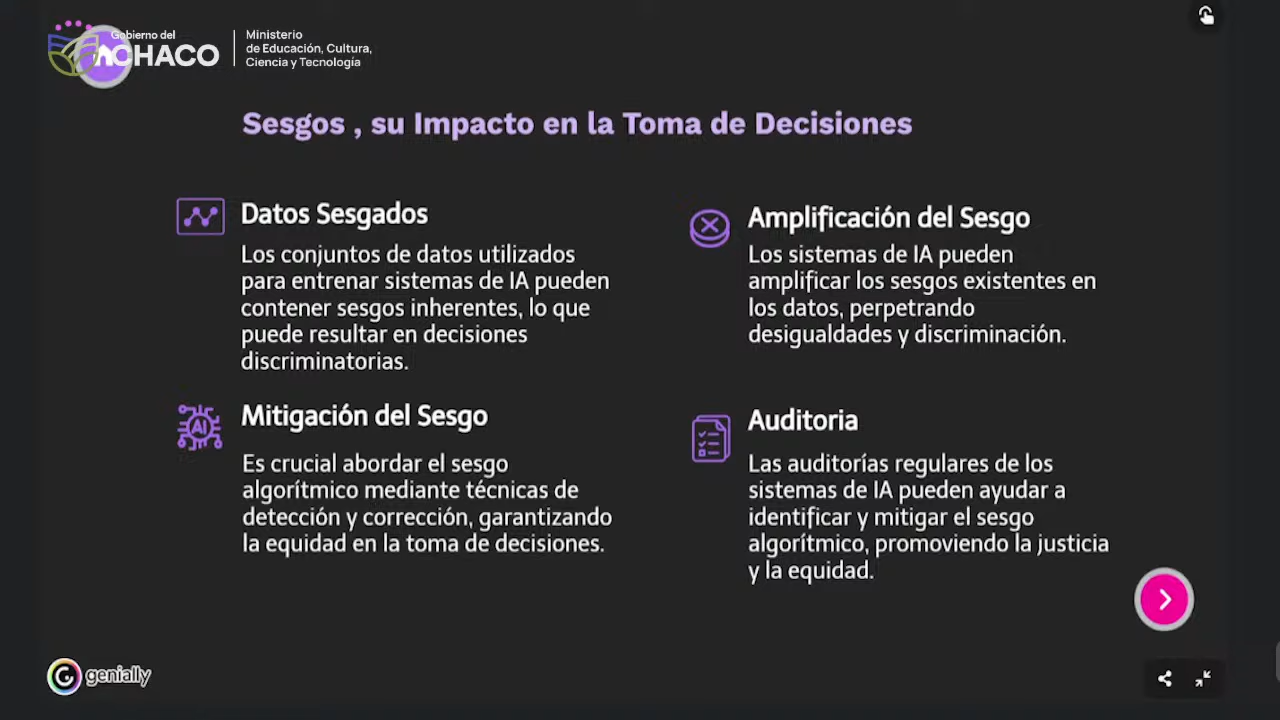 Gobierno del
CHACO
Ministerio
de Educación, Cultura,
Ciencia y Tecnología
Sesgos , su Impacto en la Toma de Decisiones
Datos Sesgados
Los conjuntos de datos utilizados
para entrenar sistemas de IA pueden
contener sesgos inherentes, lo que
puede resultar en decisiones
discriminatorias.
Amplificación del Sesgo
Los sistemas de IA pueden
amplificar los sesgos existentes en
los datos, perpetrando
desigualdades y discriminación.
AI
Mitigación del Sesgo
Es crucial abordar el sesgo
algorítmico mediante técnicas de
detección y corrección, garantizando
la equidad en la toma de decisiones.
Auditoria
Las auditorías regulares de los
sistemas de IA pueden ayudar a
identificar y mitigar el sesgo
algorítmico, promoviendo la justicia
y la equidad.
genially